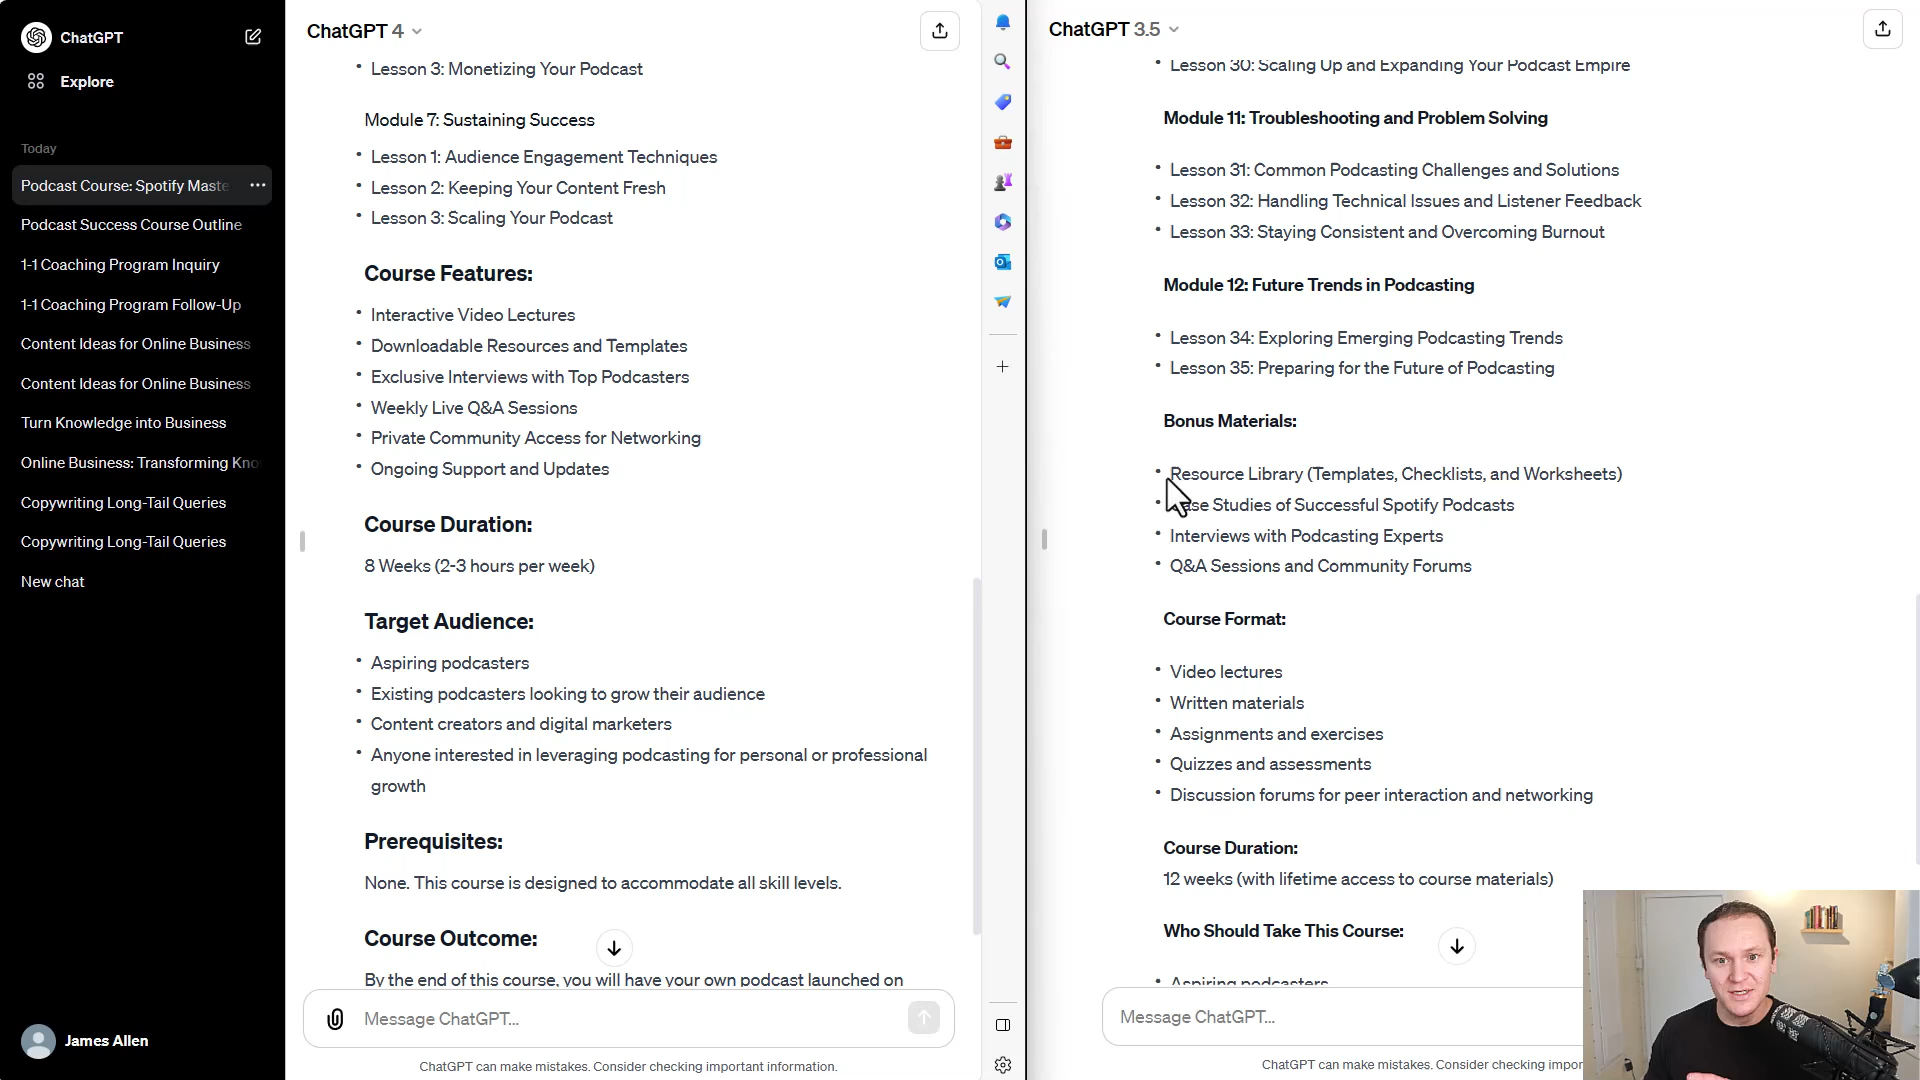 ChatGPT
Explore
Today
Podcast Course: Spotify Maste
Podcast Success Course Outline
1-1 Coaching Program Inquiry
1-1 Coaching Program Follow-Up
Content Ideas for Online Business
Content Ideas for Online Business
Turn Knowledge into Business
Online Business: Transforming Kno
Copywriting Long-Tail Queries
Copywriting Long-Tail Queries
New chat
James Allen
ChatGPT 4
Lesson 3: Monetizing Your Podcast
Module 7: Sustaining Success
Lesson 1: Audience Engagement Techniques
Lesson 2: Keeping Your Content Fresh
Lesson 3: Scaling Your Podcast
Course Features:
Interactive Video Lectures
Downloadable Resources and Templates
Exclusive Interviews with Top Podcasters
Weekly Live Q&A Sessions
Private Community Access for Networking
Ongoing Support and Updates
Course Duration:
8 Weeks (2-3 hours per week)
Target Audience:
Aspiring podcasters
Existing podcasters looking to grow their audience
Content creators and digital marketers
Anyone interested in leveraging podcasting for personal or professional
growth
Prerequisites:
None. This course is designed to accommodate all skill levels.
Course Outcome:
By the end of this course, you will have your own podcast launched on
Message ChatGPT...
ChatGPT can make mistakes. Consider checking important information.
ChatGPT 3.5
Lesson 30: Scaling Up and Expanding Your Podcast Empire
Module 11: Troubleshooting and Problem Solving
Lesson 31: Common Podcasting Challenges and Solutions
Lesson 32: Handling Technical Issues and Listener Feedback
Lesson 33: Staying Consistent and Overcoming Burnout
Module 12: Future Trends in Podcasting
Lesson 34: Exploring Emerging Podcasting Trends
Lesson 35: Preparing for the Future of Podcasting
Bonus Materials:
Resource Library (Templates, Checklists, and Worksheets)
Case Studies of Successful Spotify Podcasts
Interviews with Podcasting Experts
Q&A Sessions and Community Forums
Course Format:
Video lectures
Written materials
Assignments and exercises
Quizzes and assessments
Discussion forums for peer interaction and networking
Course Duration:
12 weeks (with lifetime access to course materials)
Who Should Take This Course:
Aspiring podcasters
Message ChatGPT...
ChatGPT can make mistakes. Consider checking impor